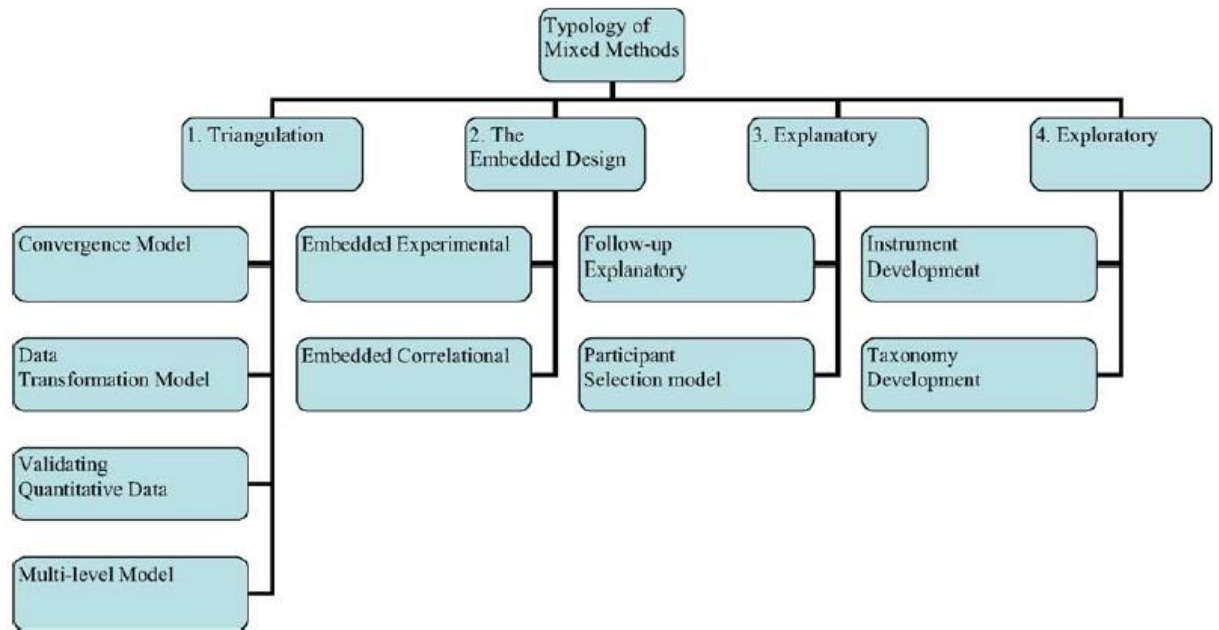 Typology of
Mixed Methods
1. Triangulation
2. The
Embedded Design
3. Explanatory
4. Exploratory
Convergence Model
Embedded Experimental
Follow-up
Explanatory
Instrument
Development
Data
Transformation Model
Embedded Correlational
Participant
Selection model
Taxonomy
Development
Validating
Quantitative Data
Multi-level Model